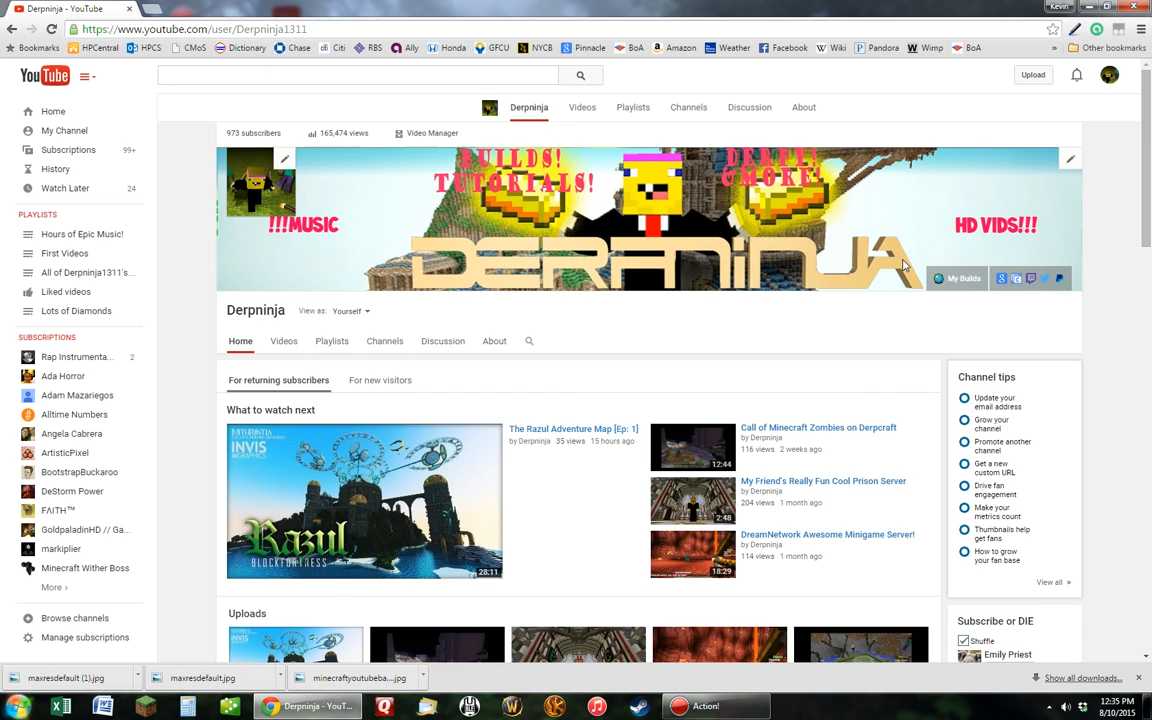 Derpninja - YouTube
Kevin
https://www.youtube.com/user/Derpninja1311
Bookmarks HPCentral HPCS CMoS Dictionary Chase Citi RBS Ally Honda GFCU NYCB Pinnacle BoA Amazon Weather Facebook Wiki Pandora Wimp BoA » Other bookmarks
YouTube
Upload
Derpninja Videos Playlists Channels Discussion About
Home
My Channel
Subscriptions 99+
History
Watch Later 24
PLAYLISTS
Hours of Epic Music!
First Videos
All of Derpninja1311's...
Liked videos
Lots of Diamonds
SUBSCRIPTIONS
Rap Instrumenta... 2
Ada Horror
Adam Mazariegos
Alltime Numbers
Angela Cabrera
ArtisticPixel
BootstrapBuckaroo
DeStorm Power
FΛITH™
GoldpaladinHD // Ga...
markiplier
Minecraft Wither Boss
More ›
Browse channels
Manage subscriptions
973 subscribers 165,474 views Video Manager
BUILDS!
TUTORIALS!
DERPY!
& MORE!
!!!MUSIC
HD VIDS!!!
DERPNINJA
My Builds
Derpninja View as: Yourself
Home Videos Playlists Channels Discussion About
For returning subscribers For new visitors
What to watch next
INVIS
Razul
BLOCKFORTRESS
28:11
The Razul Adventure Map [Ep: 1]
by Derpninja 35 views 15 hours ago
12:44
Call of Minecraft Zombies on Derpcraft
by Derpninja
116 views 2 weeks ago
2:48
My Friend's Really Fun Cool Prison Server
by Derpninja
204 views 1 month ago
18:29
DreamNetwork Awesome Minigame Server!
by Derpninja
114 views 1 month ago
Uploads
INVIS
Channel tips
Update your
email address
Grow your
channel
Promote another
channel
Get a new
custom URL
Drive fan
engagement
Make your
metrics count
Thumbnails help
get fans
How to grow
your fan base
View all »
Subscribe or DIE
Shuffle
Emily Priest
maxresdefault (1).jpg
maxresdefault.jpg
minecraftyoutubeba....jpg
Show all downloads...
Derpninja - YouT...
Action!
12:35 PM
8/10/2015